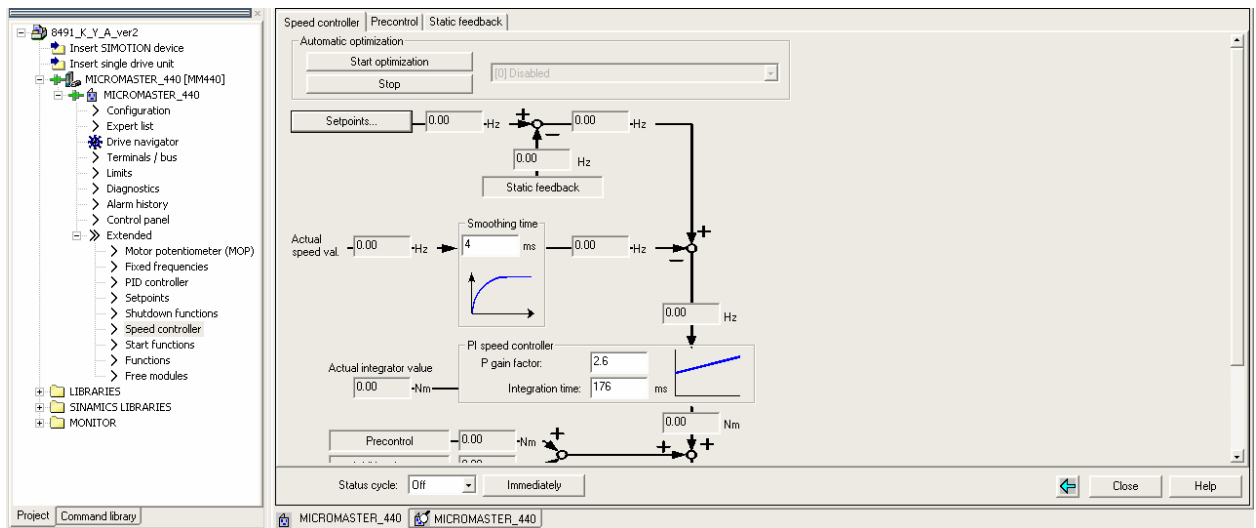 8491_K_Y_A_ver2
Insert SIMOTION device
Insert single drive unit
MICROMASTER_440 [MM440]
MICROMASTER_440
Configuration
Expert list
Drive navigator
Terminals / bus
Limits
Diagnostics
Alarm history
Control panel
Extended
Motor potentiometer (MOP)
Fixed frequencies
PID controller
Setpoints
Shutdown functions
Speed controller
Start functions
Functions
Free modules
LIBRARIES
SINAMICS LIBRARIES
MONITOR
Project Command library
Speed controller Precontrol Static feedback
Automatic optimization
Start optimization
[0] Disabled
Stop
Setpoints... 0.00 Hz + 0.00 Hz
−
0.00 Hz
Static feedback
Smoothing time
Actual speed val. 0.00 Hz 4 ms 0.00 Hz +
−
0.00 Hz
PI speed controller
P gain factor: 2.6
Actual integrator value
0.00 Nm Integration time: 176 ms
0.00 Nm
Precontrol 0.00 Nm + + +
0.00
Status cycle: Off Immediately Close Help
MICROMASTER_440 MICROMASTER_440